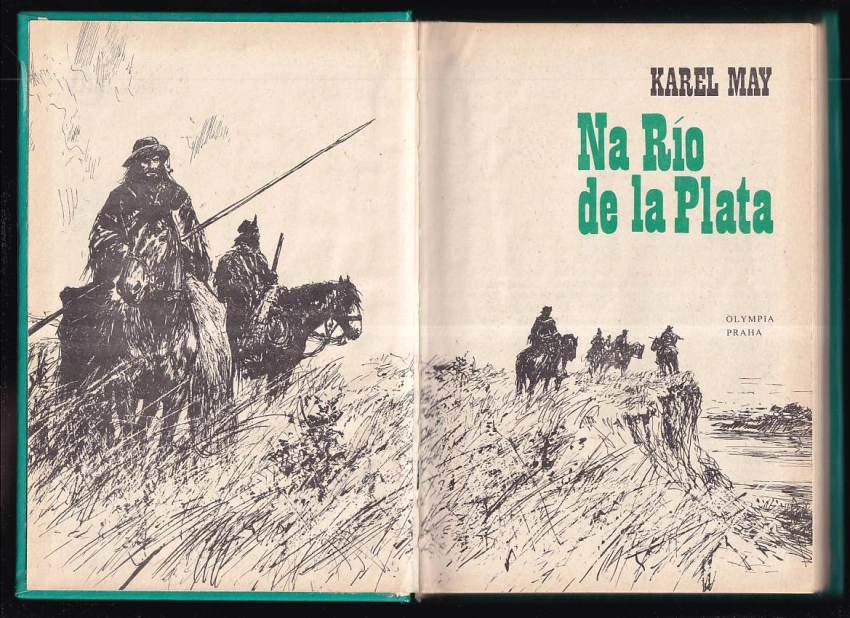 KAREL MAY
Na Río
de la Plata
OLYMPIA
PRAHA